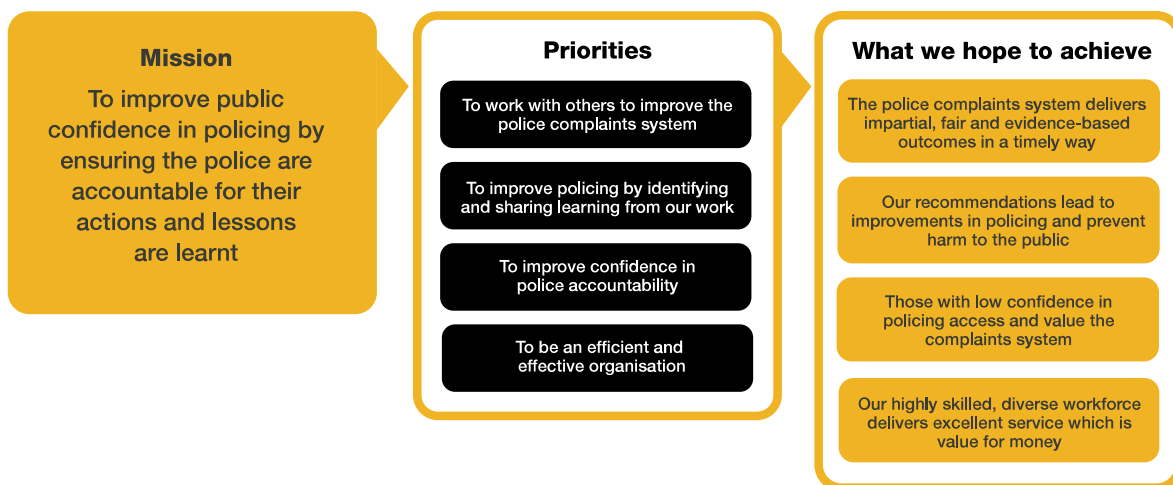 Mission
To improve public
confidence in policing by
ensuring the police are
accountable for their
actions and lessons
are learnt
Priorities
To work with others to improve the
police complaints system
To improve policing by identifying
and sharing learning from our work
To improve confidence in
police accountability
To be an efficient and
effective organisation
What we hope to achieve
The police complaints system delivers
impartial, fair and evidence-based
outcomes in a timely way
Our recommendations lead to
improvements in policing and prevent
harm to the public
Those with low confidence in
policing access and value the
complaints system
Our highly skilled, diverse workforce
delivers excellent service which is
value for money